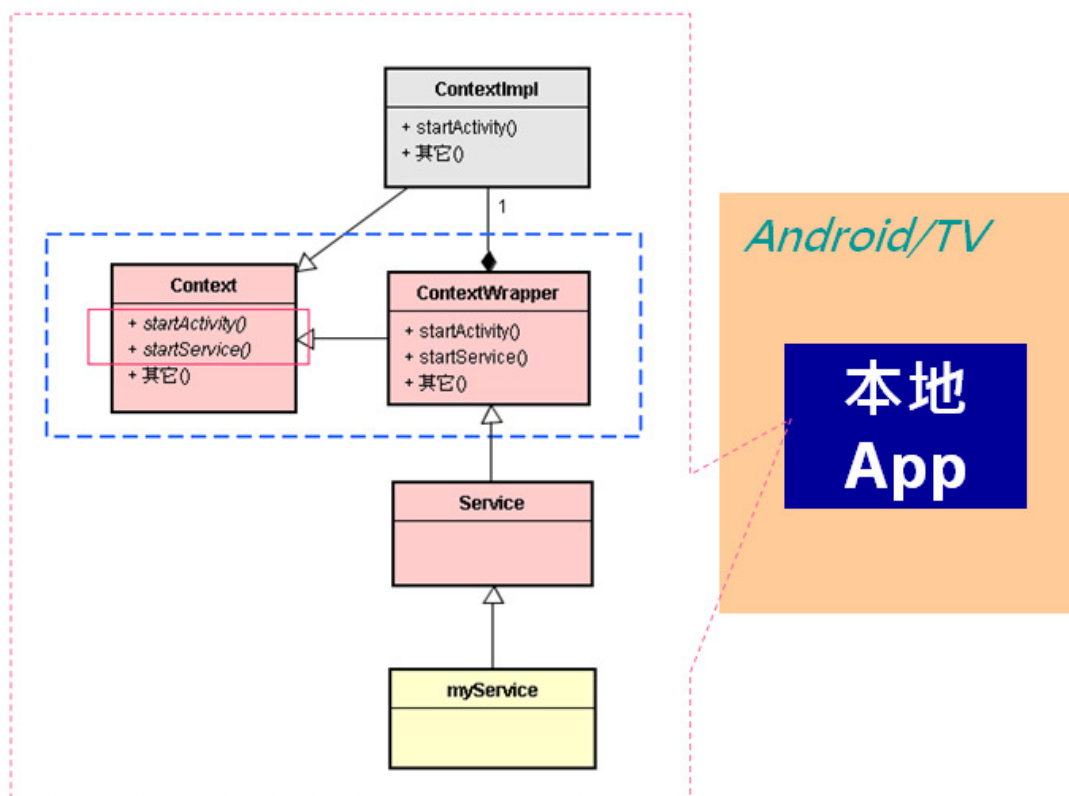 ContextImpl
+ startActivity()
+ 其它()
1
Android/TV
Context
+ startActivity()
+ startService()
+ 其它()
ContextWrapper
+ startActivity()
+ startService()
+ 其它()
本地
App
Service
myService